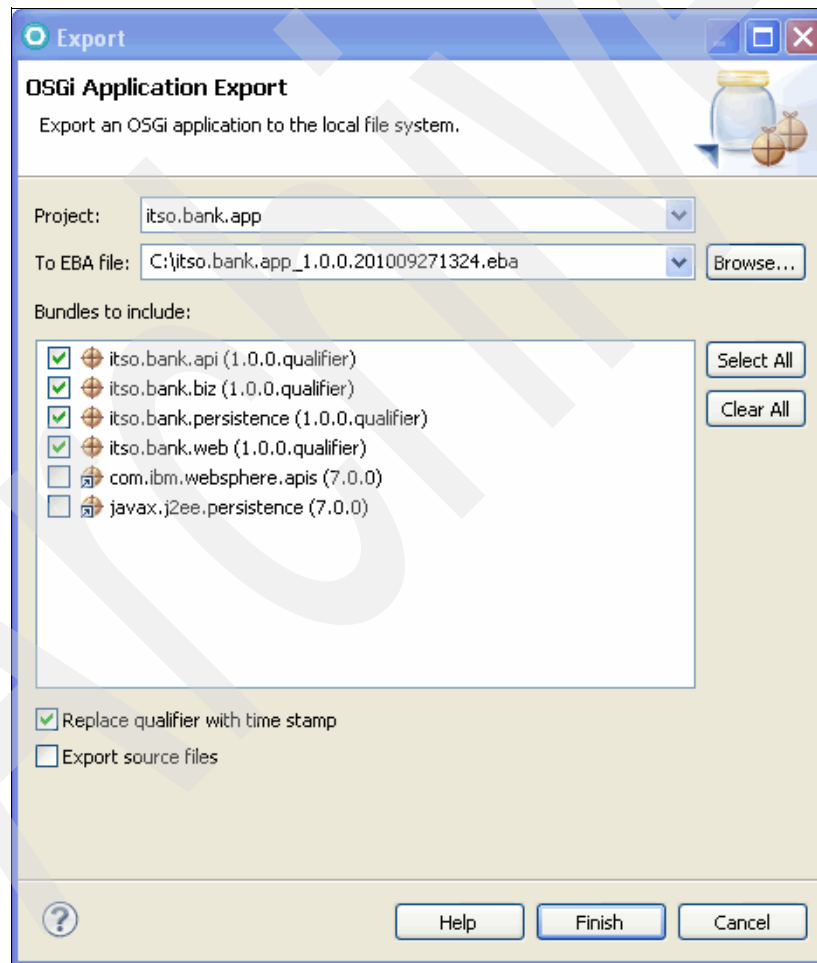 Export
OSGi Application Export
Export an OSGi application to the local file system.
Project: itso.bank.app
To EBA file: C:\itso.bank.app_1.0.0.201009271324.eba Browse...
Bundles to include:
itso.bank.api (1.0.0.qualifier) Select All
itso.bank.biz (1.0.0.qualifier)
itso.bank.persistence (1.0.0.qualifier) Clear All
itso.bank.web (1.0.0.qualifier)
com.ibm.websphere.apis (7.0.0)
javax.j2ee.persistence (7.0.0)
Replace qualifier with time stamp
Export source files
? Help Finish Cancel